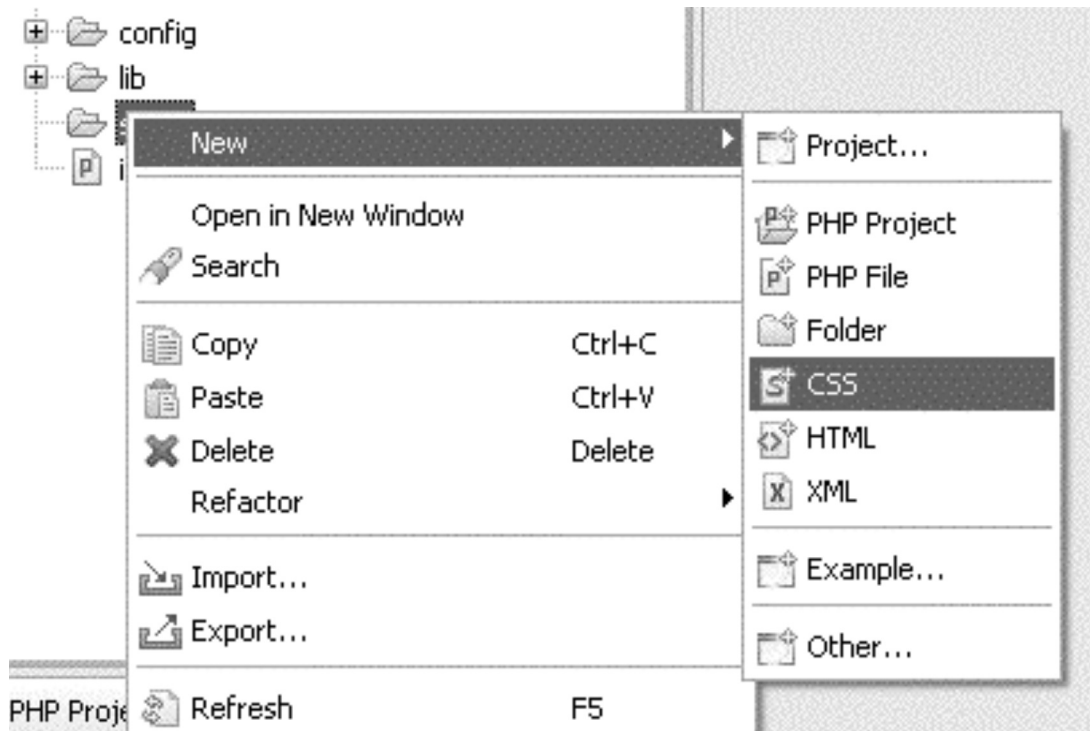 config
lib
New
Open in New Window
Search
Copy Ctrl+C
Paste Ctrl+V
Delete Delete
Refactor
Import...
Export...
Refresh F5
Project...
PHP Project
PHP File
Folder
CSS
HTML
XML
Example...
Other...
PHP